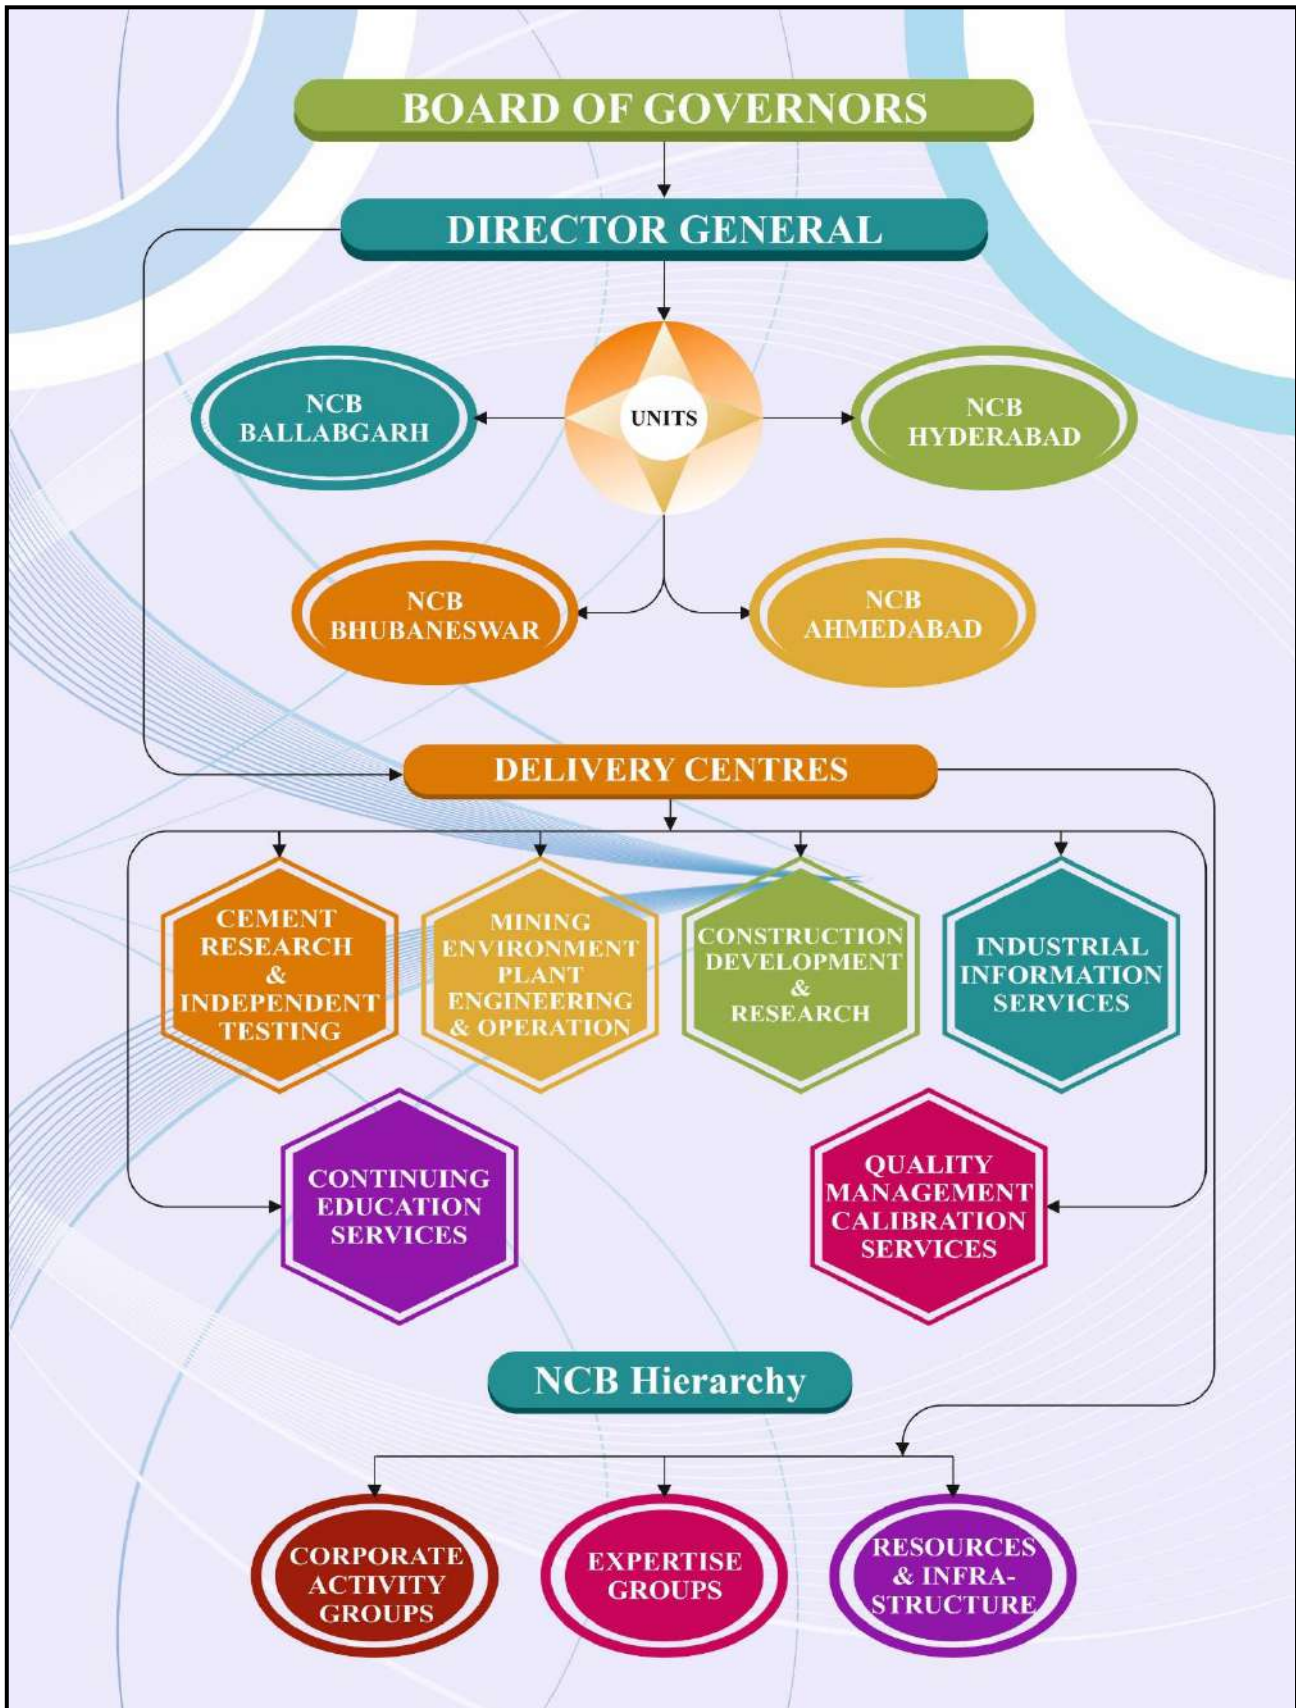 BOARD OF GOVERNORS
DIRECTOR GENERAL
UNITS
NCB
BALLABGARH
NCB
HYDERABAD
NCB
BHUBANESWAR
NCB
AHMEDABAD
DELIVERY CENTRES
CEMENT
RESEARCH
&
INDEPENDENT
TESTING
MINING
ENVIRONMENT
PLANT
ENGINEERING
& OPERATION
CONSTRUCTION
DEVELOPMENT
&
RESEARCH
INDUSTRIAL
INFORMATION
SERVICES
CONTINUING
EDUCATION
SERVICES
QUALITY
MANAGEMENT
CALIBRATION
SERVICES
NCB Hierarchy
CORPORATE
ACTIVITY
GROUPS
EXPERTISE
GROUPS
RESOURCES
& INFRA-
STRUCTURE